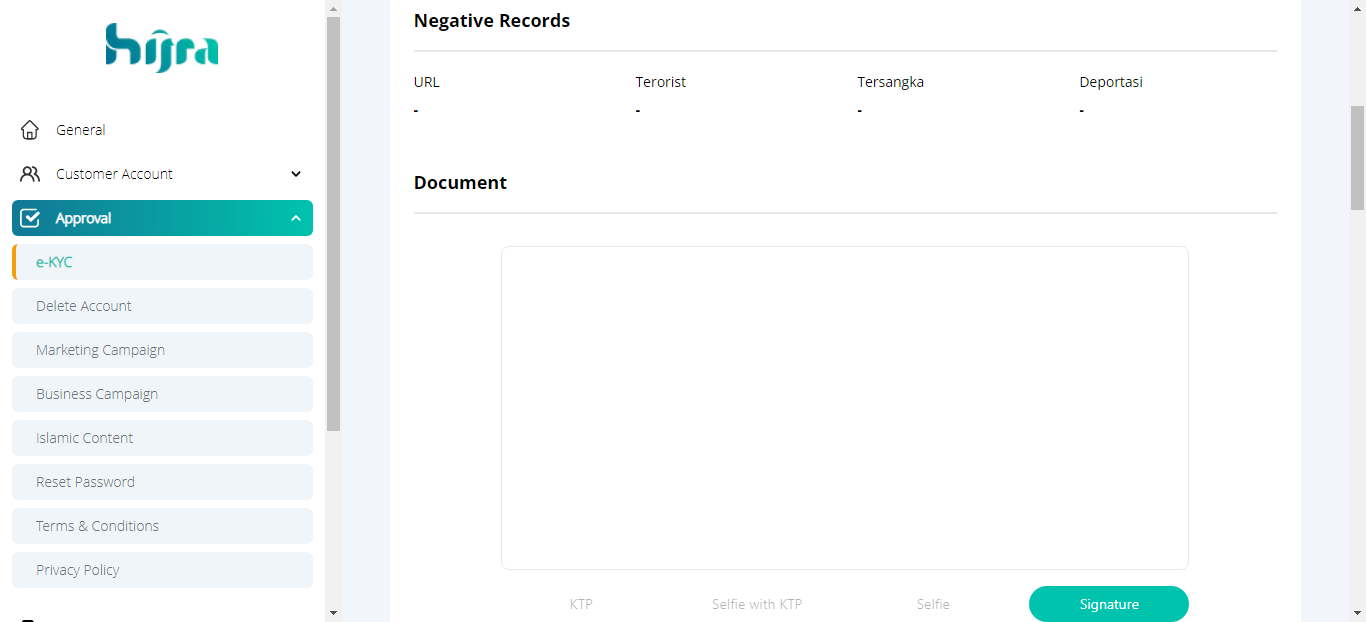 hijra
General
Customer Account
Approval
e-KYC
Delete Account
Marketing Campaign
Business Campaign
Islamic Content
Reset Password
Terms & Conditions
Privacy Policy
Negative Records
URL Terorist Tersangka Deportasi
- - - -
Document
KTP Selfie with KTP Selfie Signature